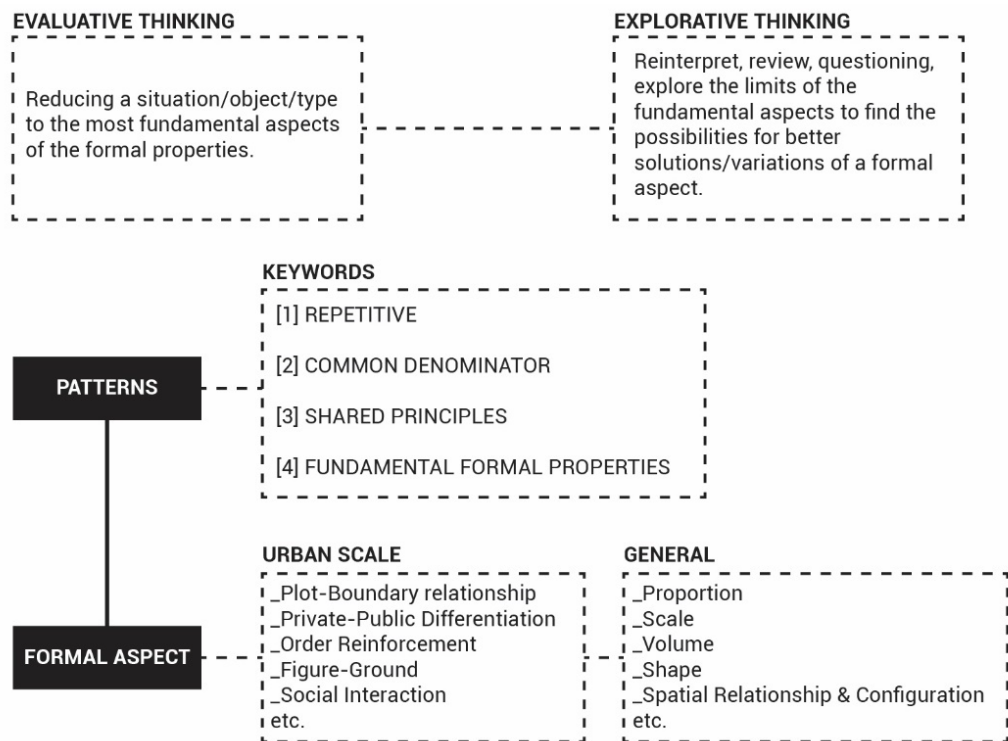 EVALUATIVE THINKING
Reducing a situation/object/type
to the most fundamental aspects
of the formal properties.
EXPLORATIVE THINKING
Reinterpret, review, questioning,
explore the limits of the
fundamental aspects to find the
possibilities for better
solutions/variations of a formal
aspect.
KEYWORDS
PATTERNS
[1] REPETITIVE
[2] COMMON DENOMINATOR
[3] SHARED PRINCIPLES
[4] FUNDAMENTAL FORMAL PROPERTIES
FORMAL ASPECT
URBAN SCALE
_Plot-Boundary relationship
_Private-Public Differentiation
_Order Reinforcement
_Figure-Ground
_Social Interaction
etc.
GENERAL
_Proportion
_Scale
_Volume
_Shape
_Spatial Relationship & Configuration
etc.